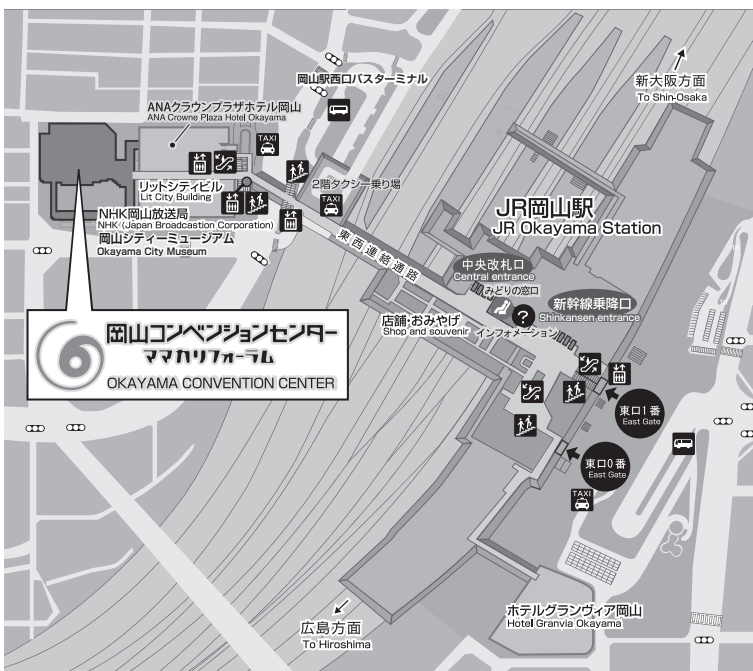 新大阪方面
To Shin-Osaka
岡山駅西口バスターミナル
ANAクラウンプラザホテル岡山
ANA Crowne Plaza Hotel Okayama
TAXI
2階タクシー乗り場
TAXI
リットシティビル
Lit City Building
NHK岡山放送局
NHK(Japan Broadcastion Corporation)
岡山シティーミュージアム
Okayama City Museum
JR岡山駅
JR Okayama Station
東西連絡通路
中央改札口
Central entrance
みどりの窓口
新幹線乗降口
Shinkansen entrance
?
インフォメーション
店舗・おみやげ
Shop and souvenir
岡山コンベンションセンター
ママカリフォーラム
OKAYAMA CONVENTION CENTER
東口1番
East Gate
東口0番
East Gate
TAXI
ホテルグランヴィア岡山
Hotel Granvia Okayama
広島方面
To Hiroshima